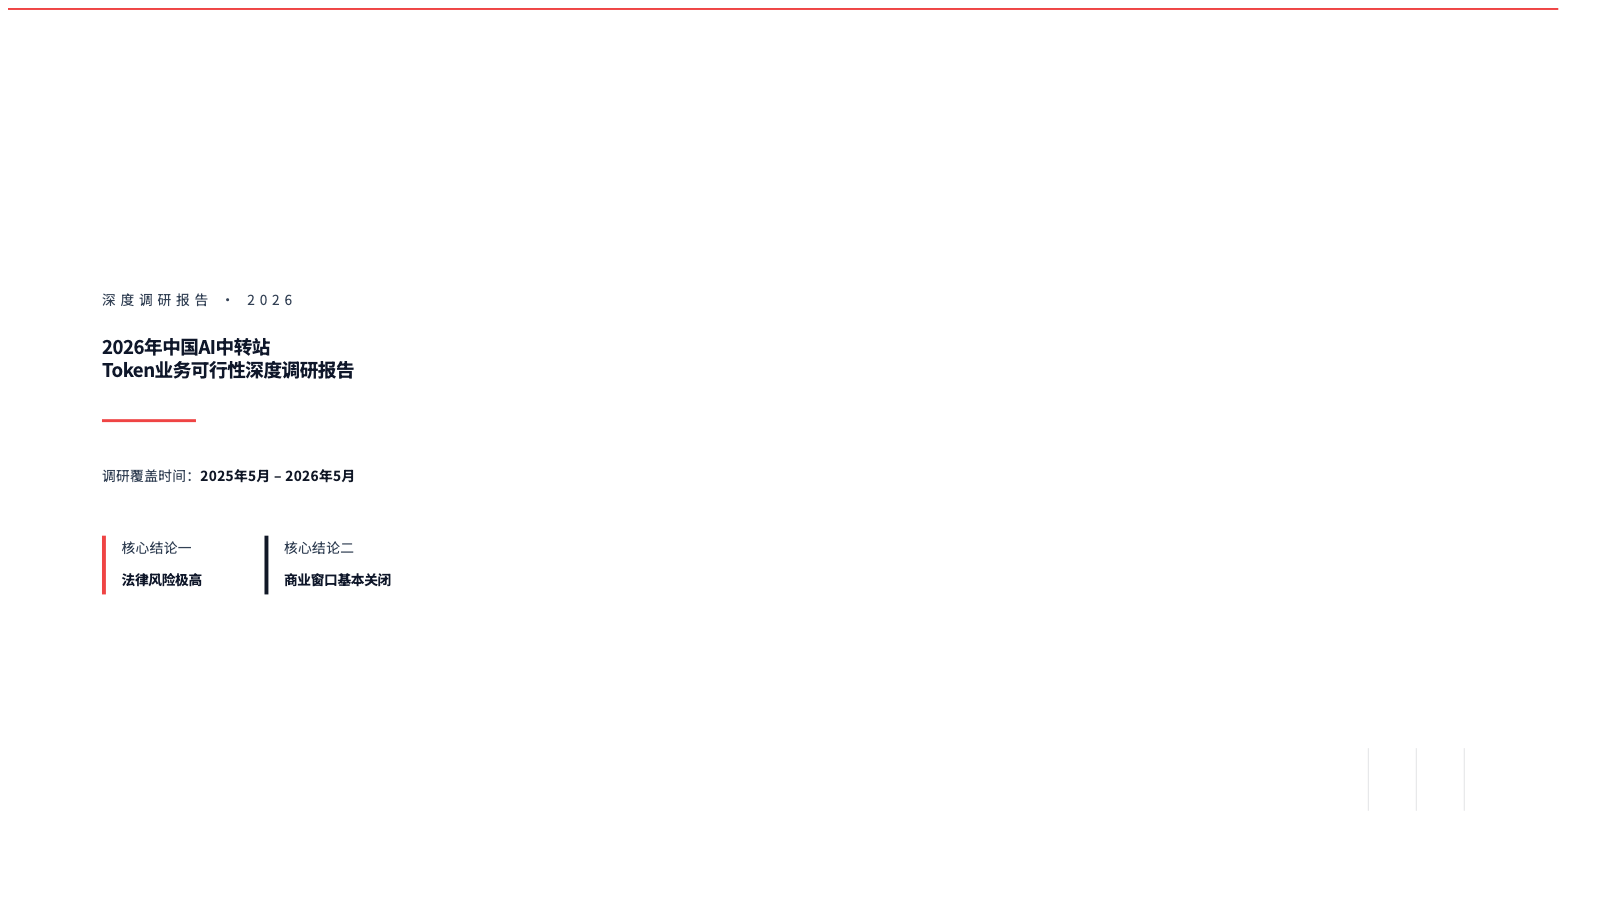 深度调研报告 · 2026
2026年中国AI中转站
Token业务可行性深度调研报告
调研覆盖时间：2025年5月 – 2026年5月
核心结论一
法律风险极高
核心结论二
商业窗口基本关闭